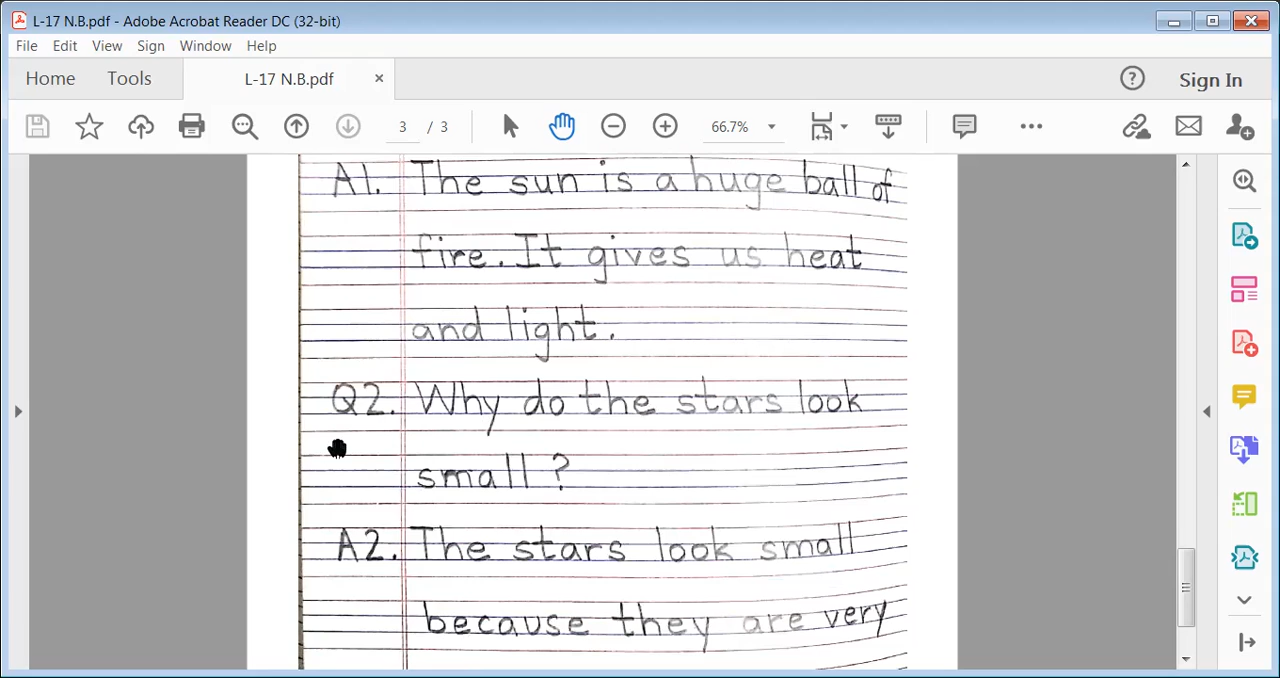 L-17 N.B.pdf - Adobe Acrobat Reader DC (32-bit)
File Edit View Sign Window Help
Home Tools L-17 N.B.pdf × Sign In
3 / 3 66.7%
A1. The sun is a huge ball of
fire. It gives us heat
and light.
Q2. Why do the stars look
small ?
A2. The stars look small
because they are very